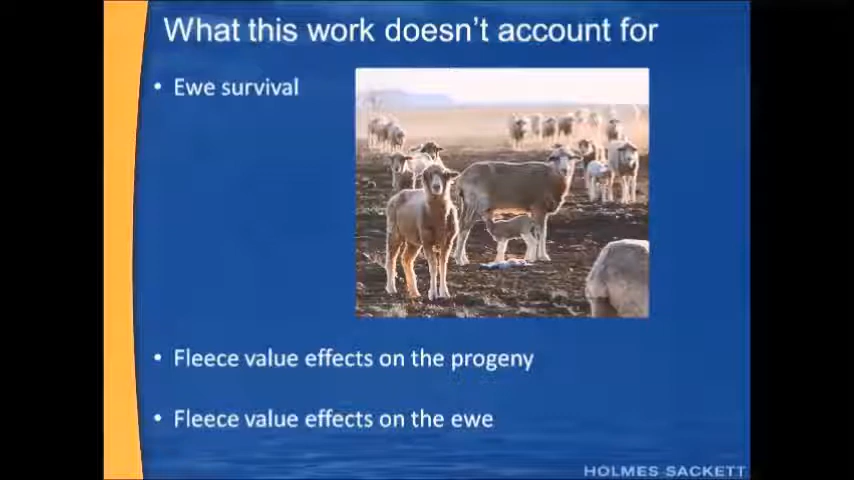 What this work doesn't account for
• Ewe survival
• Fleece value effects on the progeny
• Fleece value effects on the ewe
HOLMES SACKETT